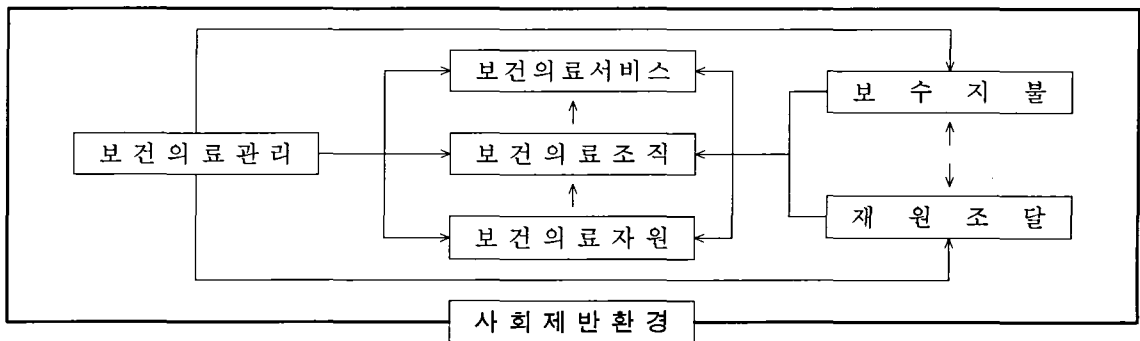 보건의료서비스
보수지불
보건의료관리
보건의료조직
재원조달
보건의료자원
사회제반환경